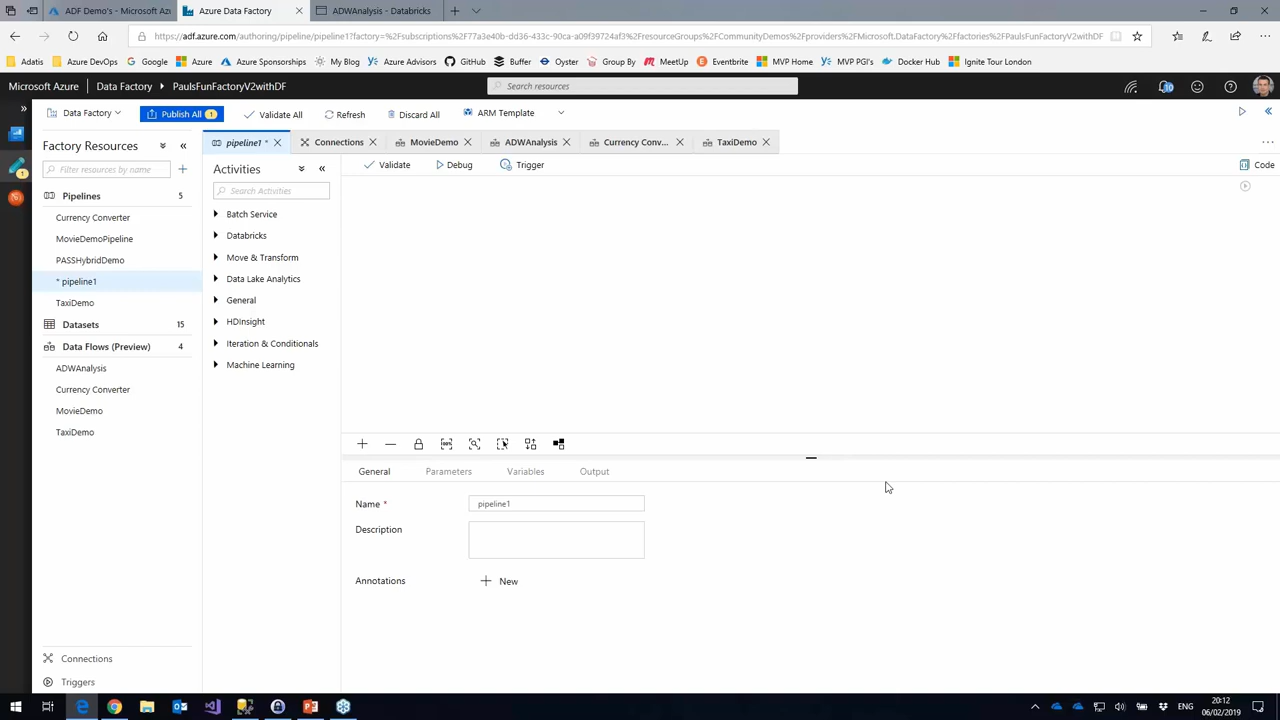 ADF Demo's - Microsoft Az
Azure Data Factory
ADWAnalysis - Databricks
https://adf.azure.com/authoring/pipeline/pipeline1?factory=%2Fsubscriptions%2F77a3e40b-dd36-433c-90ca-a09f39724af3%2FresourceGroups%2FCommunityDemos%2Fproviders%2FMicrosoft.DataFactory%2Ffactories%2FPaulsFunFactoryV2withDF
Adatis
Azure DevOps
Google
Azure
Azure Sponsorships
My Blog
Azure Advisors
GitHub
Buffer
Oyster
Group By
MeetUp
Eventbrite
MVP Home
MVP PGI's
Docker Hub
Ignite Tour London
Microsoft Azure
Data Factory
PaulsFunFactoryV2withDF
Search resources
20
Data Factory
Publish All 1
Validate All
Refresh
Discard All
ARM Template
Factory Resources
Filter resources by name
Pipelines 5
Currency Converter
MovieDemoPipeline
PASSHybridDemo
* pipeline1
TaxiDemo
Datasets 15
Data Flows (Preview) 4
ADWAnalysis
Currency Converter
MovieDemo
TaxiDemo
Connections
Triggers
pipeline1 *
Connections
MovieDemo
ADWAnalysis
Currency Conv...
TaxiDemo
Activities
Search Activities
Batch Service
Databricks
Move & Transform
Data Lake Analytics
General
HDInsight
Iteration & Conditionals
Machine Learning
Validate
Debug
Trigger
Code
General
Parameters
Variables
Output
Name *
pipeline1
Description
Annotations
New
20:12
06/02/2019